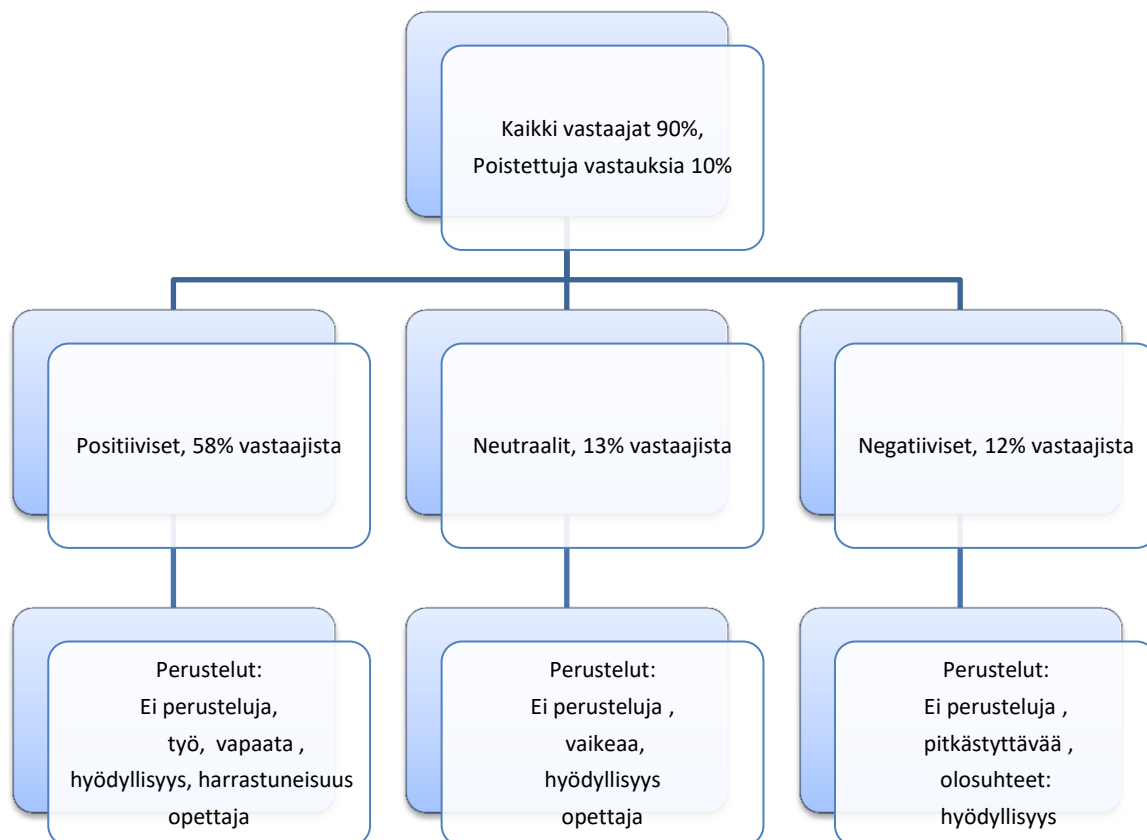 Kaikki vastaajat 90%,
Poistettuja vastauksia 10%
Positiiviset, 58% vastaajista
Neutraalit, 13% vastaajista
Negatiiviset, 12% vastaajista
Perustelut:
Ei perusteluja,
työ, vapaata ,
hyödyllisyys, harrastuneisuus
opettaja
Perustelut:
Ei perusteluja ,
vaikeaa,
hyödyllisyys
opettaja
Perustelut:
Ei perusteluja ,
pitkästyttävää ,
olosuhteet:
hyödyllisyys